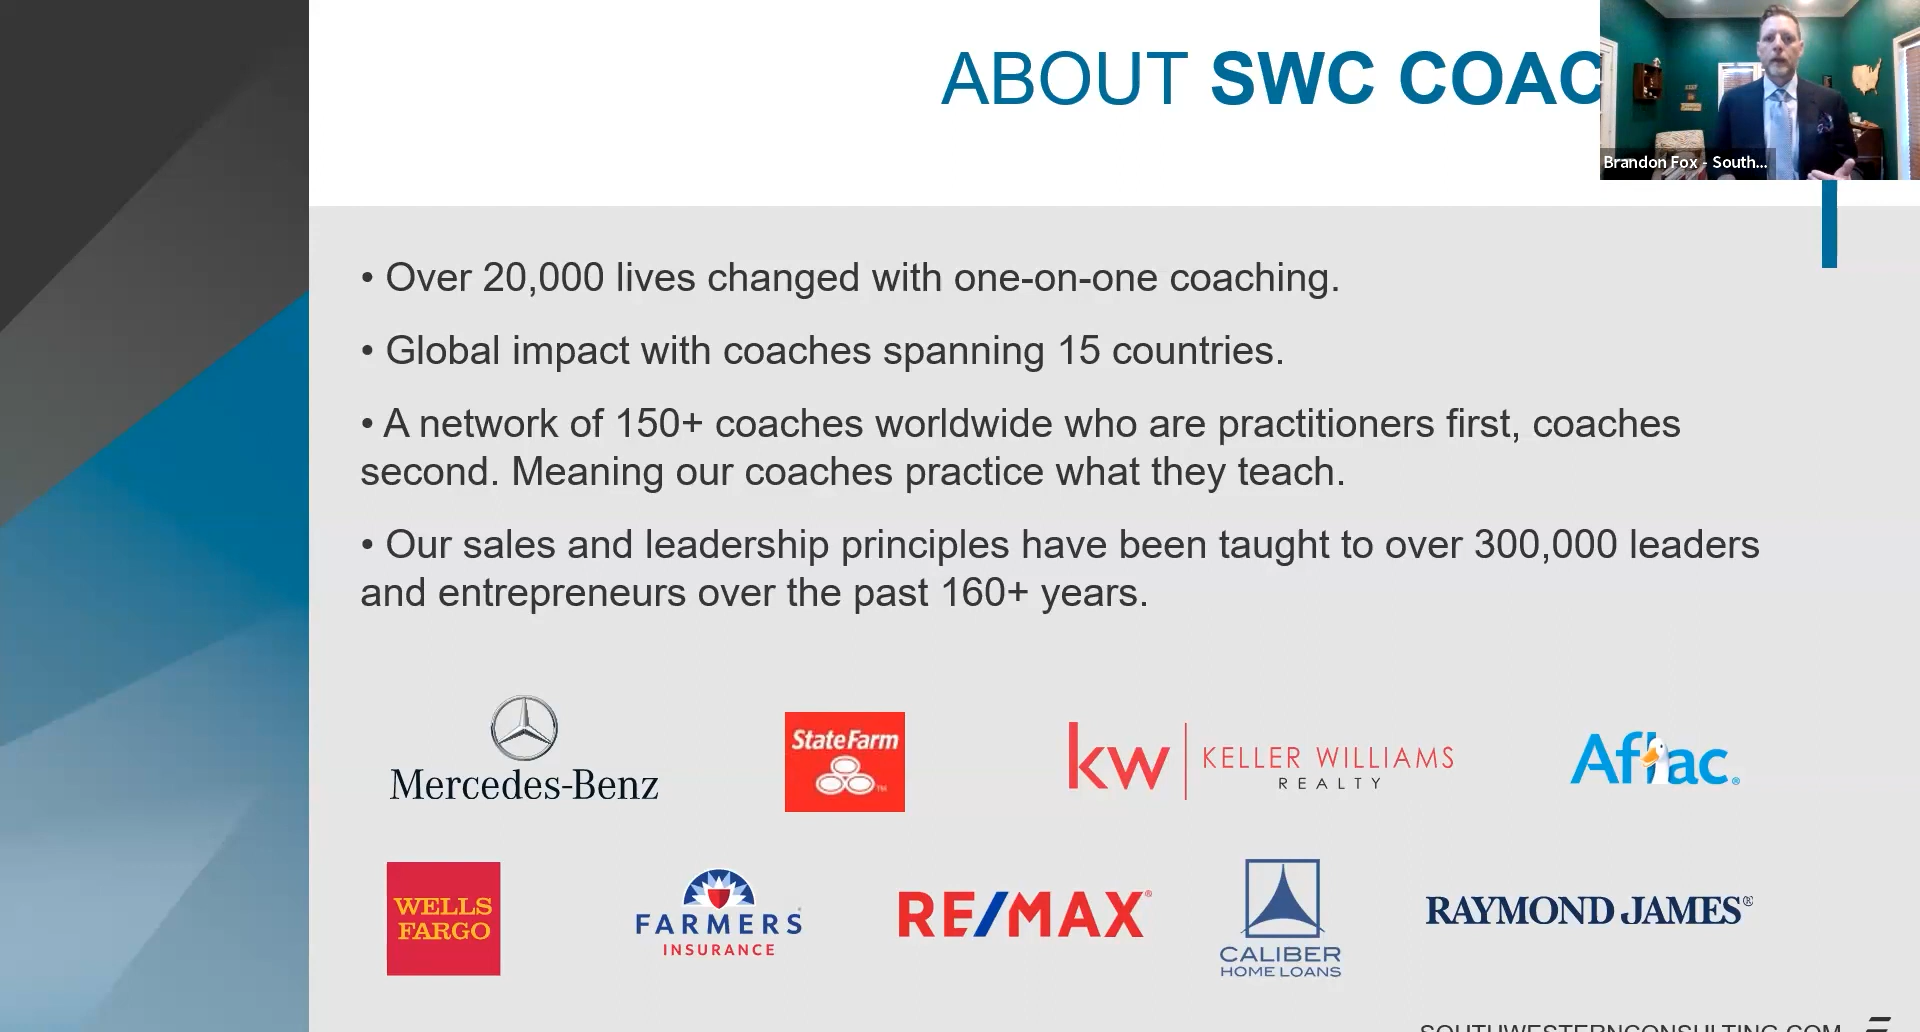 ABOUT SWC COAC
Brandon Fox - South...
• Over 20,000 lives changed with one-on-one coaching.
• Global impact with coaches spanning 15 countries.
• A network of 150+ coaches worldwide who are practitioners first, coaches
second. Meaning our coaches practice what they teach.
• Our sales and leadership principles have been taught to over 300,000 leaders
and entrepreneurs over the past 160+ years.
Mercedes-Benz
StateFarm™
kw KELLER WILLIAMS
REALTY
Aflac®
WELLS
FARGO
FARMERS®
INSURANCE
RE/MAX®
CALIBER
HOME LOANS
RAYMOND JAMES®
SOUTHWESTERNCONSULTING.COM